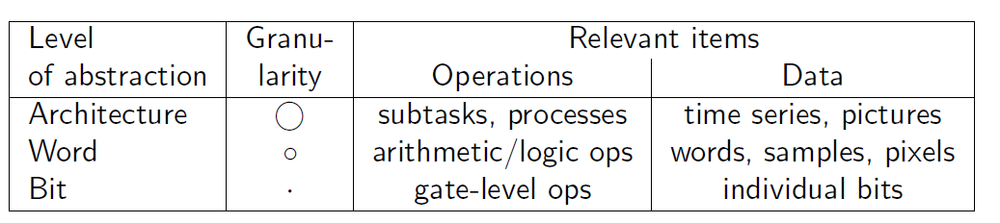 Level Granu- Relevant items
of abstraction larity Operations Data
Architecture ◯ subtasks, processes time series, pictures
Word ○ arithmetic/logic ops words, samples, pixels
Bit · gate-level ops individual bits